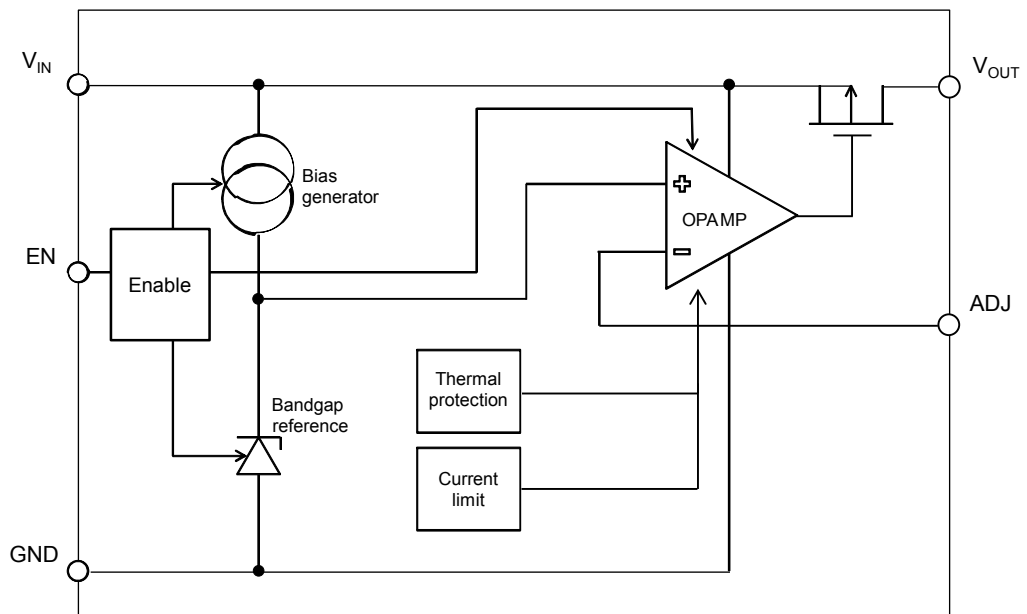 VIN
VOUT
Bias
generator
OPAMP
EN
Enable
ADJ
Thermal
protection
Bandgap
reference
Current
limit
GND